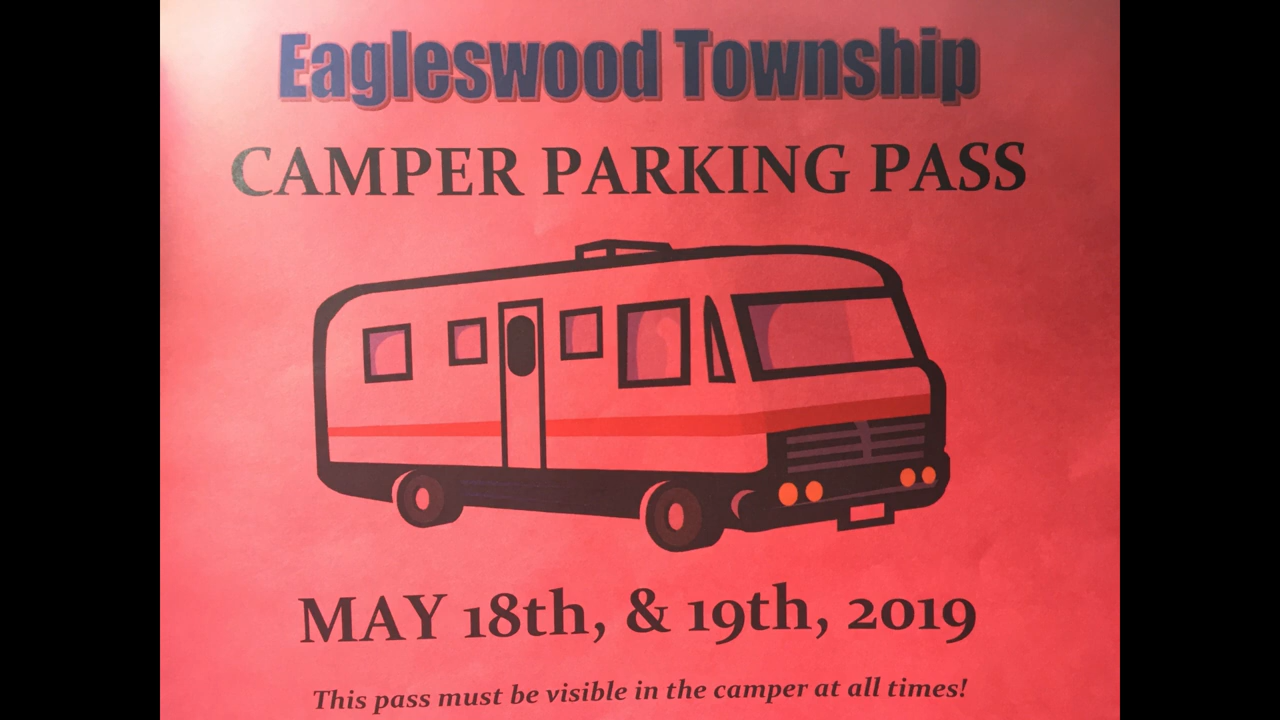 Eagleswood Township
CAMPER PARKING PASS
MAY 18th, & 19th, 2019
This pass must be visible in the camper at all times!